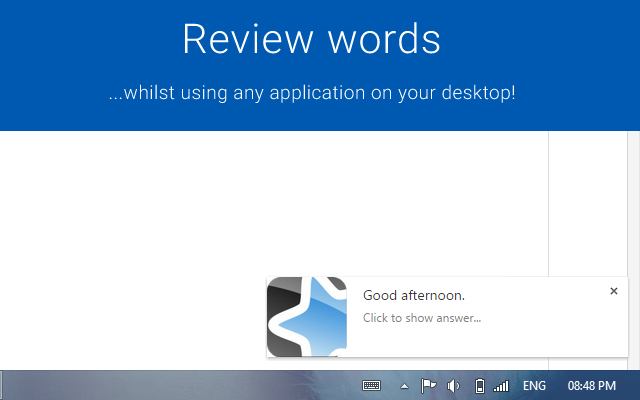 Review words
...whilst using any application on your desktop!
Good afternoon.
Click to show answer...
ENG
08:48 PM